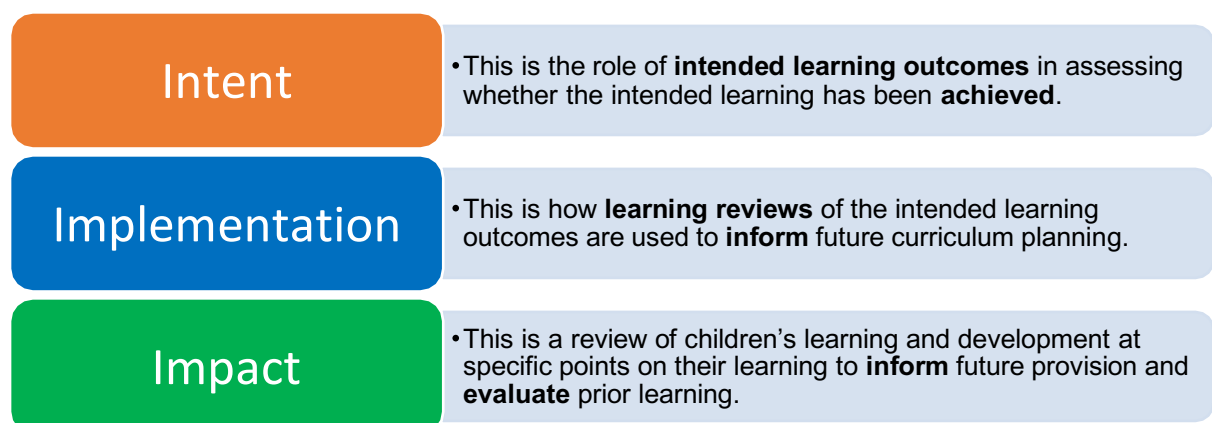 Intent
•This is the role of intended learning outcomes in assessing
whether the intended learning has been achieved.
Implementation
•This is how learning reviews of the intended learning
outcomes are used to inform future curriculum planning.
Impact
•This is a review of children’s learning and development at
specific points on their learning to inform future provision and
evaluate prior learning.